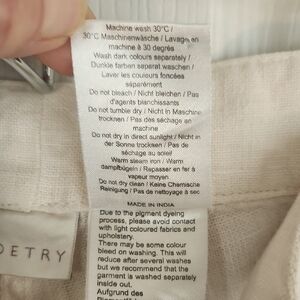 Machine wash 30°C /
30°C Maschinenwäsche / Lavage en
machine à 30 degrés
Wash dark colours separately /
Dunkle farben separat waschen /
Laver les couleurs foncées
séparément
Do not bleach / Nicht bleichen / Pas
d'agents blanchissants
Do not tumble dry / Nicht in Maschine
trocknen / Pas des séchage en
machine
Do not dry in direct sunlight / Nicht in
der Sonne trocknen / Pas de
séchage au soleil
Warm steam iron / Warm
dampfbügeln / Repasser fer à
vapeur moyen
Do not dry clean / Keine Chemische
Reinigung / Pas de nettoyage à sec
MADE IN INDIA
Due to the pigment dyeing
process, please avoid contact
with light coloured fabrics and
upholstery.
There may be some colour
bleed on washing. This will
reduce after several washes
but we recommend that the
garment is washed separately
inside out.
Aufgrund des
OETRY